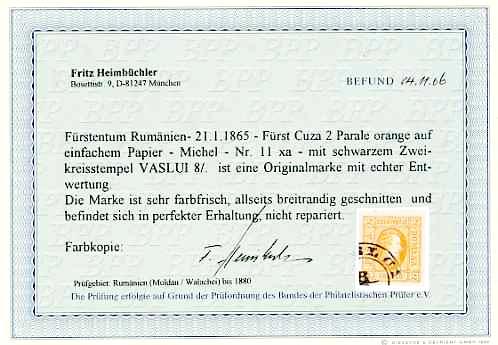 Fritz Heimbüchler
Bosettistr. 9, D-81247 München
BEFUND 04.11.06
Fürstentum Rumänien- 21.1.1865 - Fürst Cuza 2 Parale orange auf
einfachem Papier - Michel - Nr. 11 xa - mit schwarzem Zwei-
kreisstempel VASLUI 8/. ist eine Originalmarke mit echter Ent-
wertung.
Die Marke ist sehr farbfrisch, allseits breitrandig geschnitten und
befindet sich in perfekter Erhaltung, nicht repariert.
Farbkopie:
Prüfgebiet: Rumänien (Moldau / Walachei) bis 1880
Die Prüfung erfolgte auf Grund der Prüfordnung des Bundes der Philatelistischen Prüfer e.V.